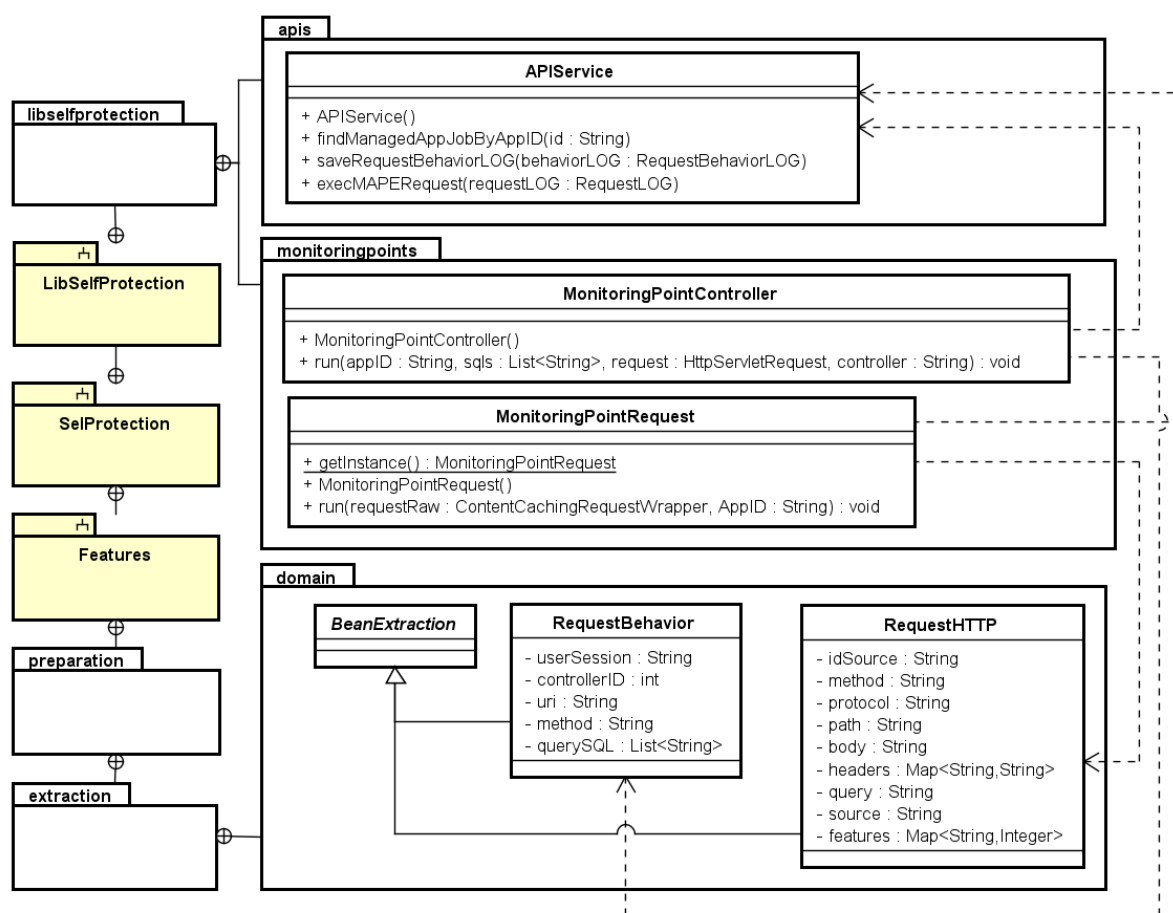 apis
APIService
+ APIService()
+ findManagedAppJobByAppID(id : String)
+ saveRequestBehaviorLOG(behaviorLOG : RequestBehaviorLOG)
+ execMAPERequest(requestLOG : RequestLOG)
libselfprotection
LibSelfProtection
SelProtection
Features
preparation
extraction
monitoringpoints
MonitoringPointController
+ MonitoringPointController()
+ run(appID : String, sqls : List<String>, request : HttpServletRequest, controller : String) : void
MonitoringPointRequest
+ getInstance() : MonitoringPointRequest
+ MonitoringPointRequest()
+ run(requestRaw : ContentCachingRequestWrapper, AppID : String) : void
domain
BeanExtraction
RequestBehavior
- userSession : String
- controllerID : int
- uri : String
- method : String
- querySQL : List<String>
RequestHTTP
- idSource : String
- method : String
- protocol : String
- path : String
- body : String
- headers : Map<String,String>
- query : String
- source : String
- features : Map<String,Integer>